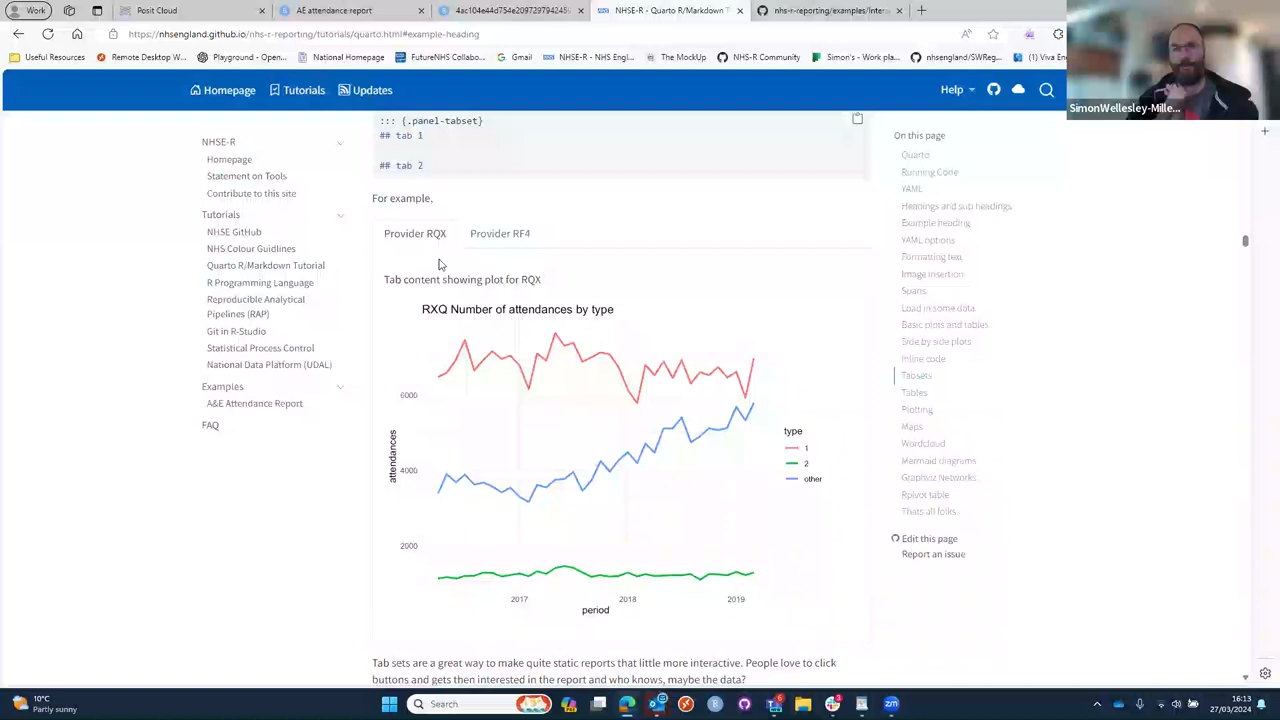 Work
Posit Cloud
AE attendance report
4ac104e44d754e209729794245
NHSE-R - Quarto R/Markdown Tu
nhs-r-reporting/examples/intera
https://nhsengland.github.io/nhs-r-reporting/tutorials/quarto.html#example-heading
Useful Resources
Remote Desktop W...
Playground - Open...
National Homepage
FutureNHS Collabo...
Gmail
NHSE-R - NHS Engl...
The MockUp
NHS-R Community
Simon's - Work pla...
nhsengland/SWReg...
(1) Viva En
SimonWellesley-Mille...
Homepage
Tutorials
Updates
Help
NHSE-R
Homepage
Statement on Tools
Contribute to this site
Tutorials
NHSE GitHub
NHS Colour Guidlines
Quarto R/Markdown Tutorial
R Programming Language
Reproducible Analytical
Pipelines (RAP)
Git in R-Studio
Statistical Process Control
National Data Platform (UDAL)
Examples
A&E Attendance Report
FAQ
::: {.panel-tabset}
## tab 1
## tab 2
For example,
Provider RQX
Provider RF4
Tab content showing plot for RQX
RXQ Number of attendances by type
attendances
6000
4000
2000
2017
2018
2019
period
type
1
2
other
Tab sets are a great way to make quite static reports that little more interactive. People love to click
buttons and gets then interested in the report and who knows, maybe the data?
On this page
Quarto
Running Code
YAML
Headings and sub headings
Example heading
YAML options
Formatting text
Image insertion
Spans
Load in some data
Basic plots and tables
Side by side plots
Inline code
Tabsets
Tables
Plotting
Maps
Wordcloud
Mermaid diagrams
Graphviz Networks
Rpivot table
Thats all folks
Edit this page
Report an issue
10°C
Partly sunny
Search
6
3
16:13
27/03/2024